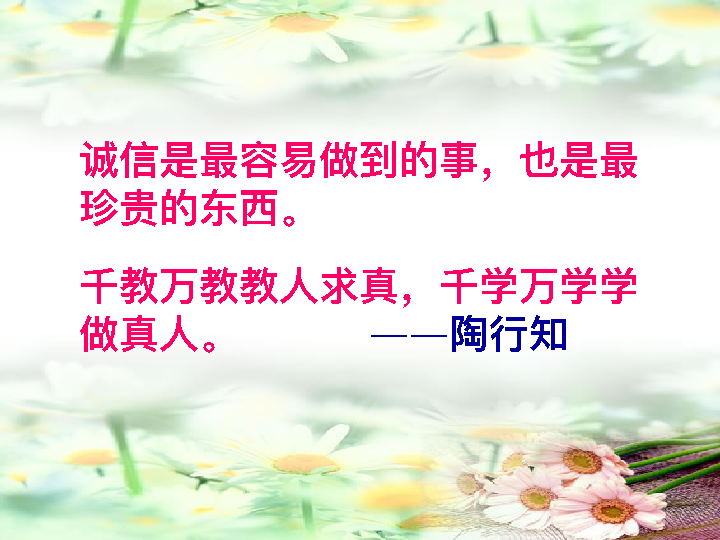 诚信是最容易做到的事，也是最
珍贵的东西。
千教万教教人求真，千学万学学
做真人。 ——陶行知